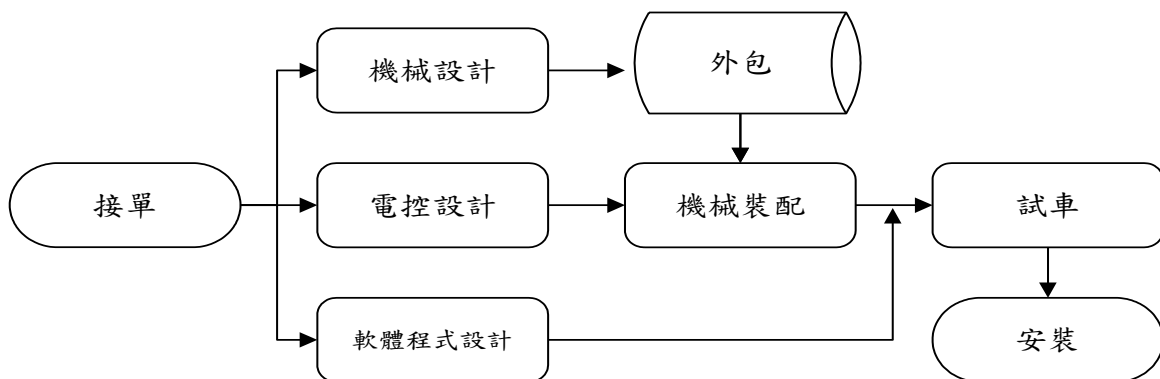 機械設計
外包
接單
電控設計
機械裝配
試車
軟體程式設計
安裝